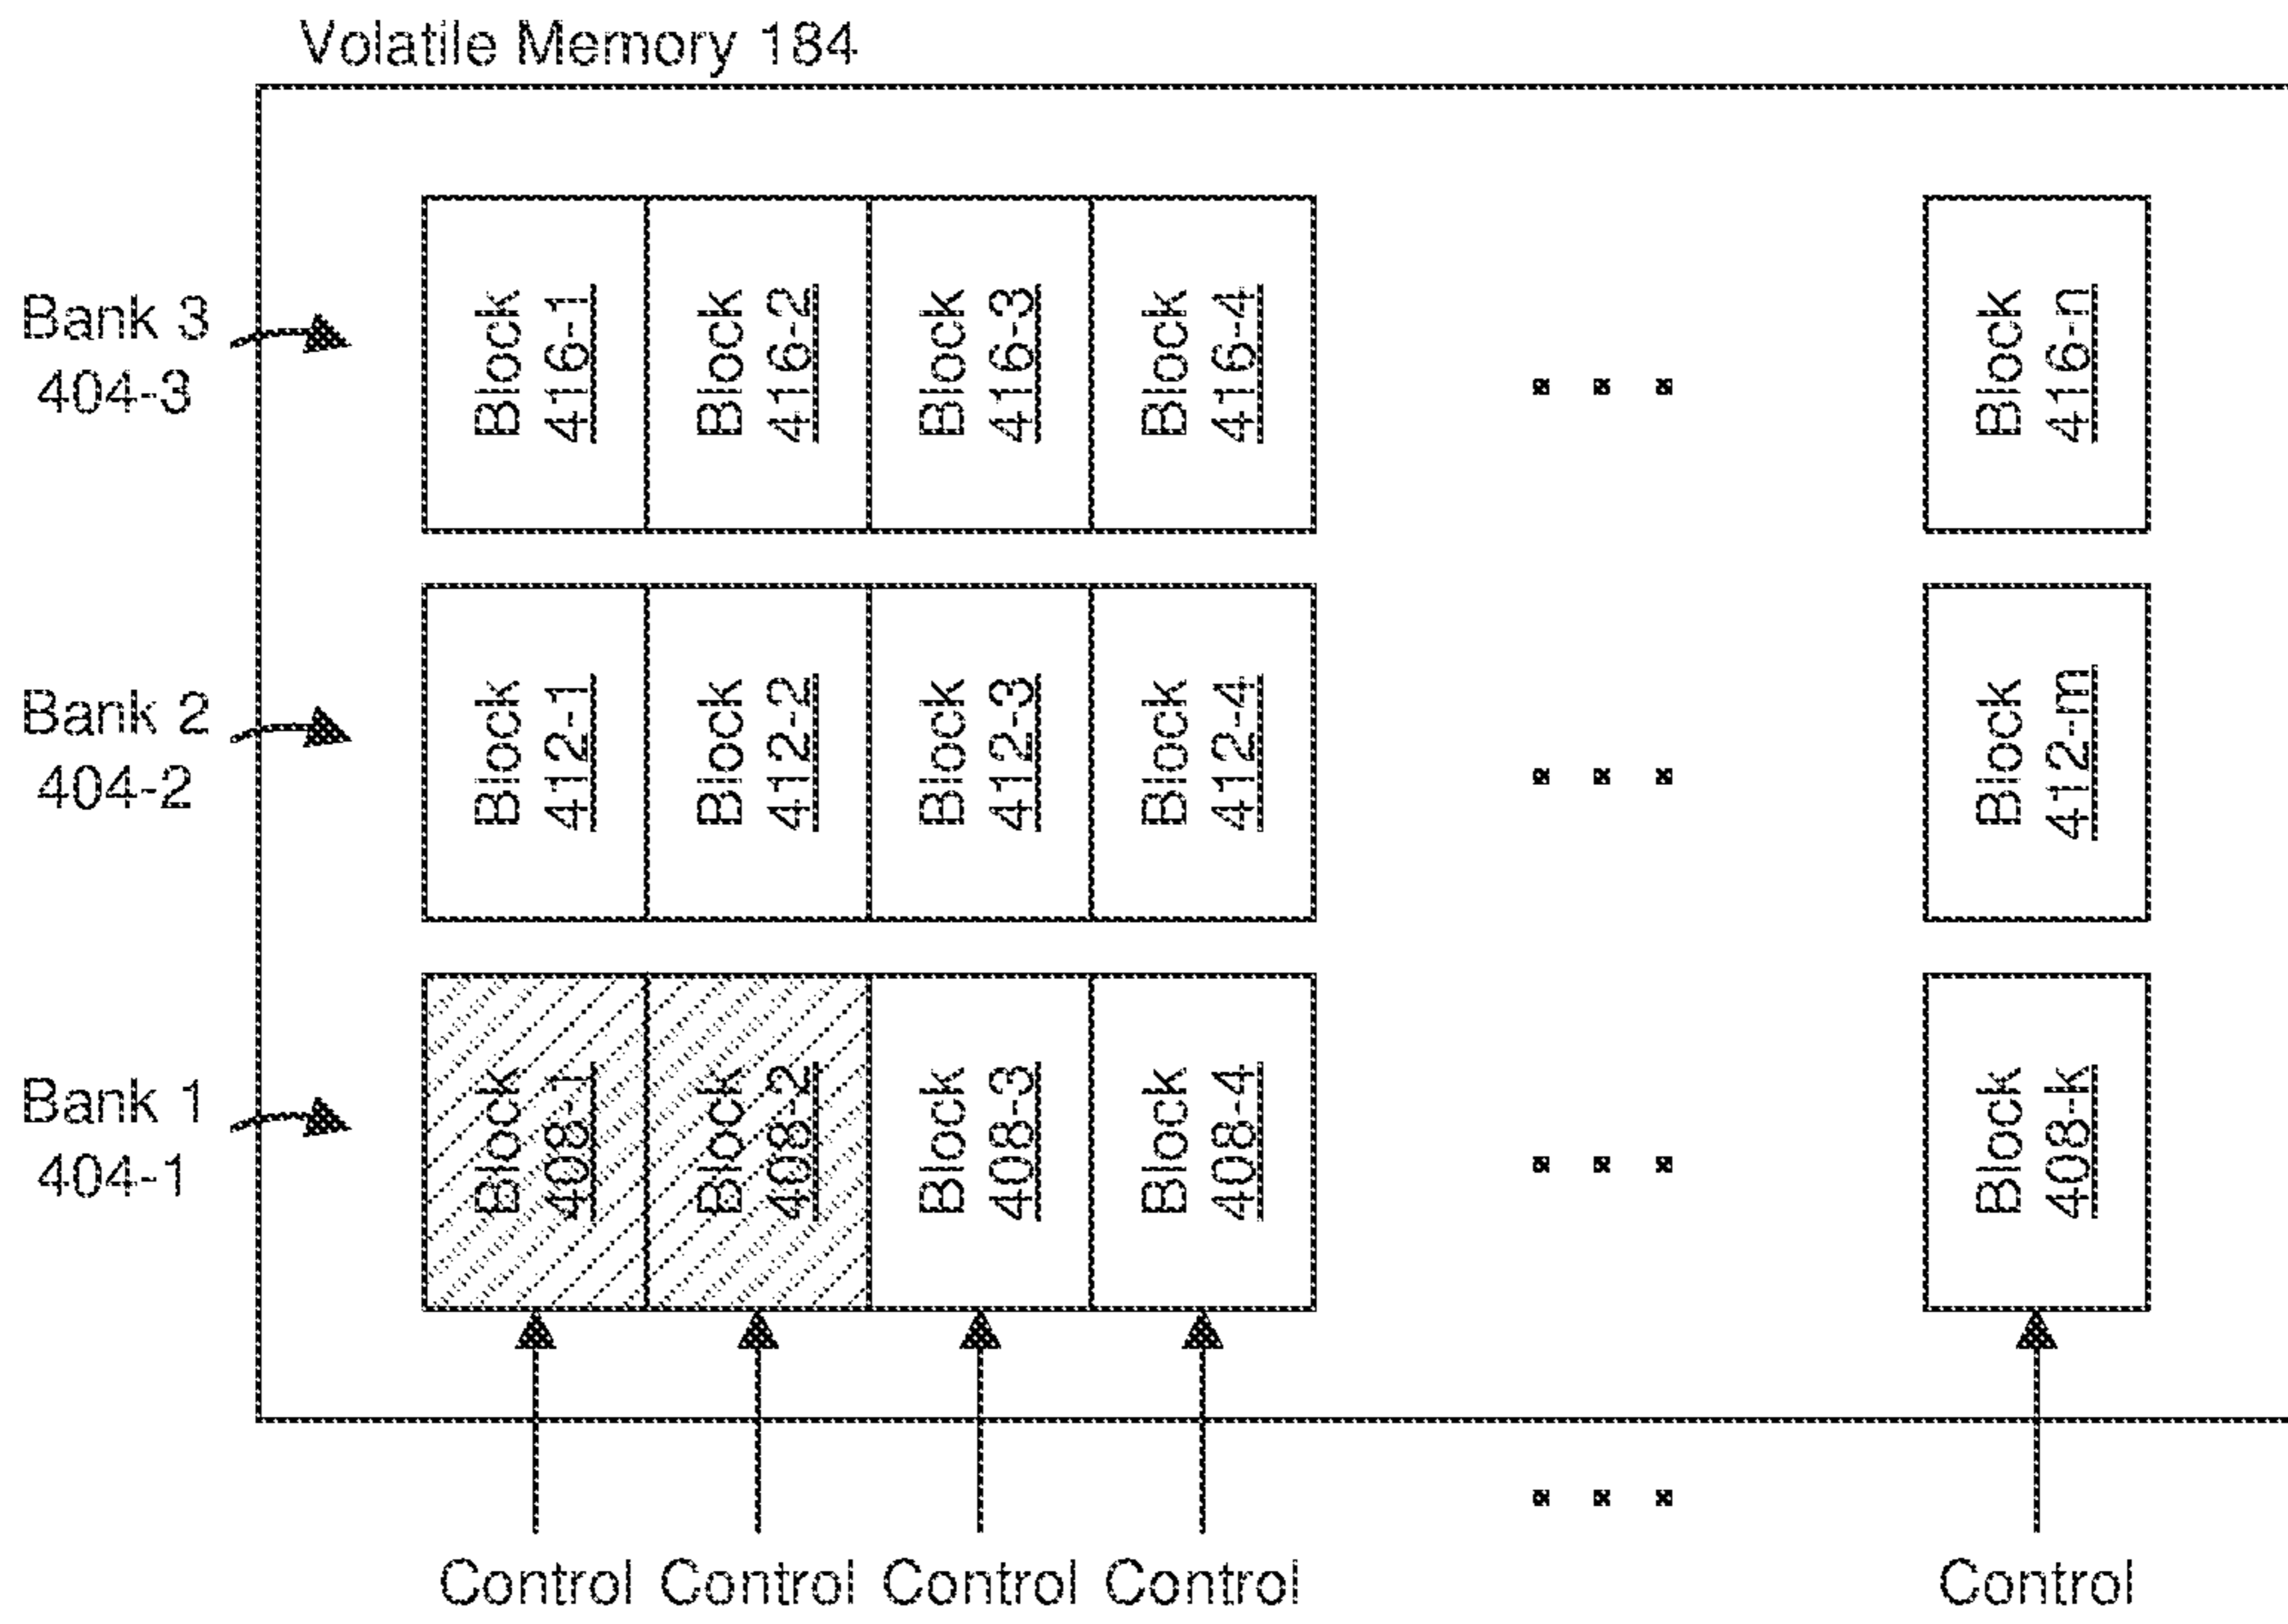 Volatile Memory 184
Bank 3
404-3
Block
416-1
Block
416-2
Block
416-3
Block
416-4
. . .
Block
416-n
Bank 2
404-2
Block
412-1
Block
412-2
Block
412-3
Block
412-4
. . .
Block
412-m
Bank 1
404-1
Block
408-1
Block
408-2
Block
408-3
Block
408-4
. . .
Block
408-k
. . .
Control Control Control Control Control